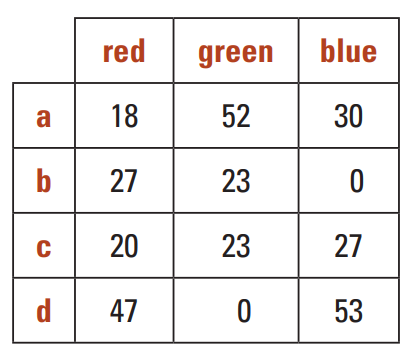 red green blue
a 18 52 30
b 27 23 0
c 20 23 27
d 47 0 53